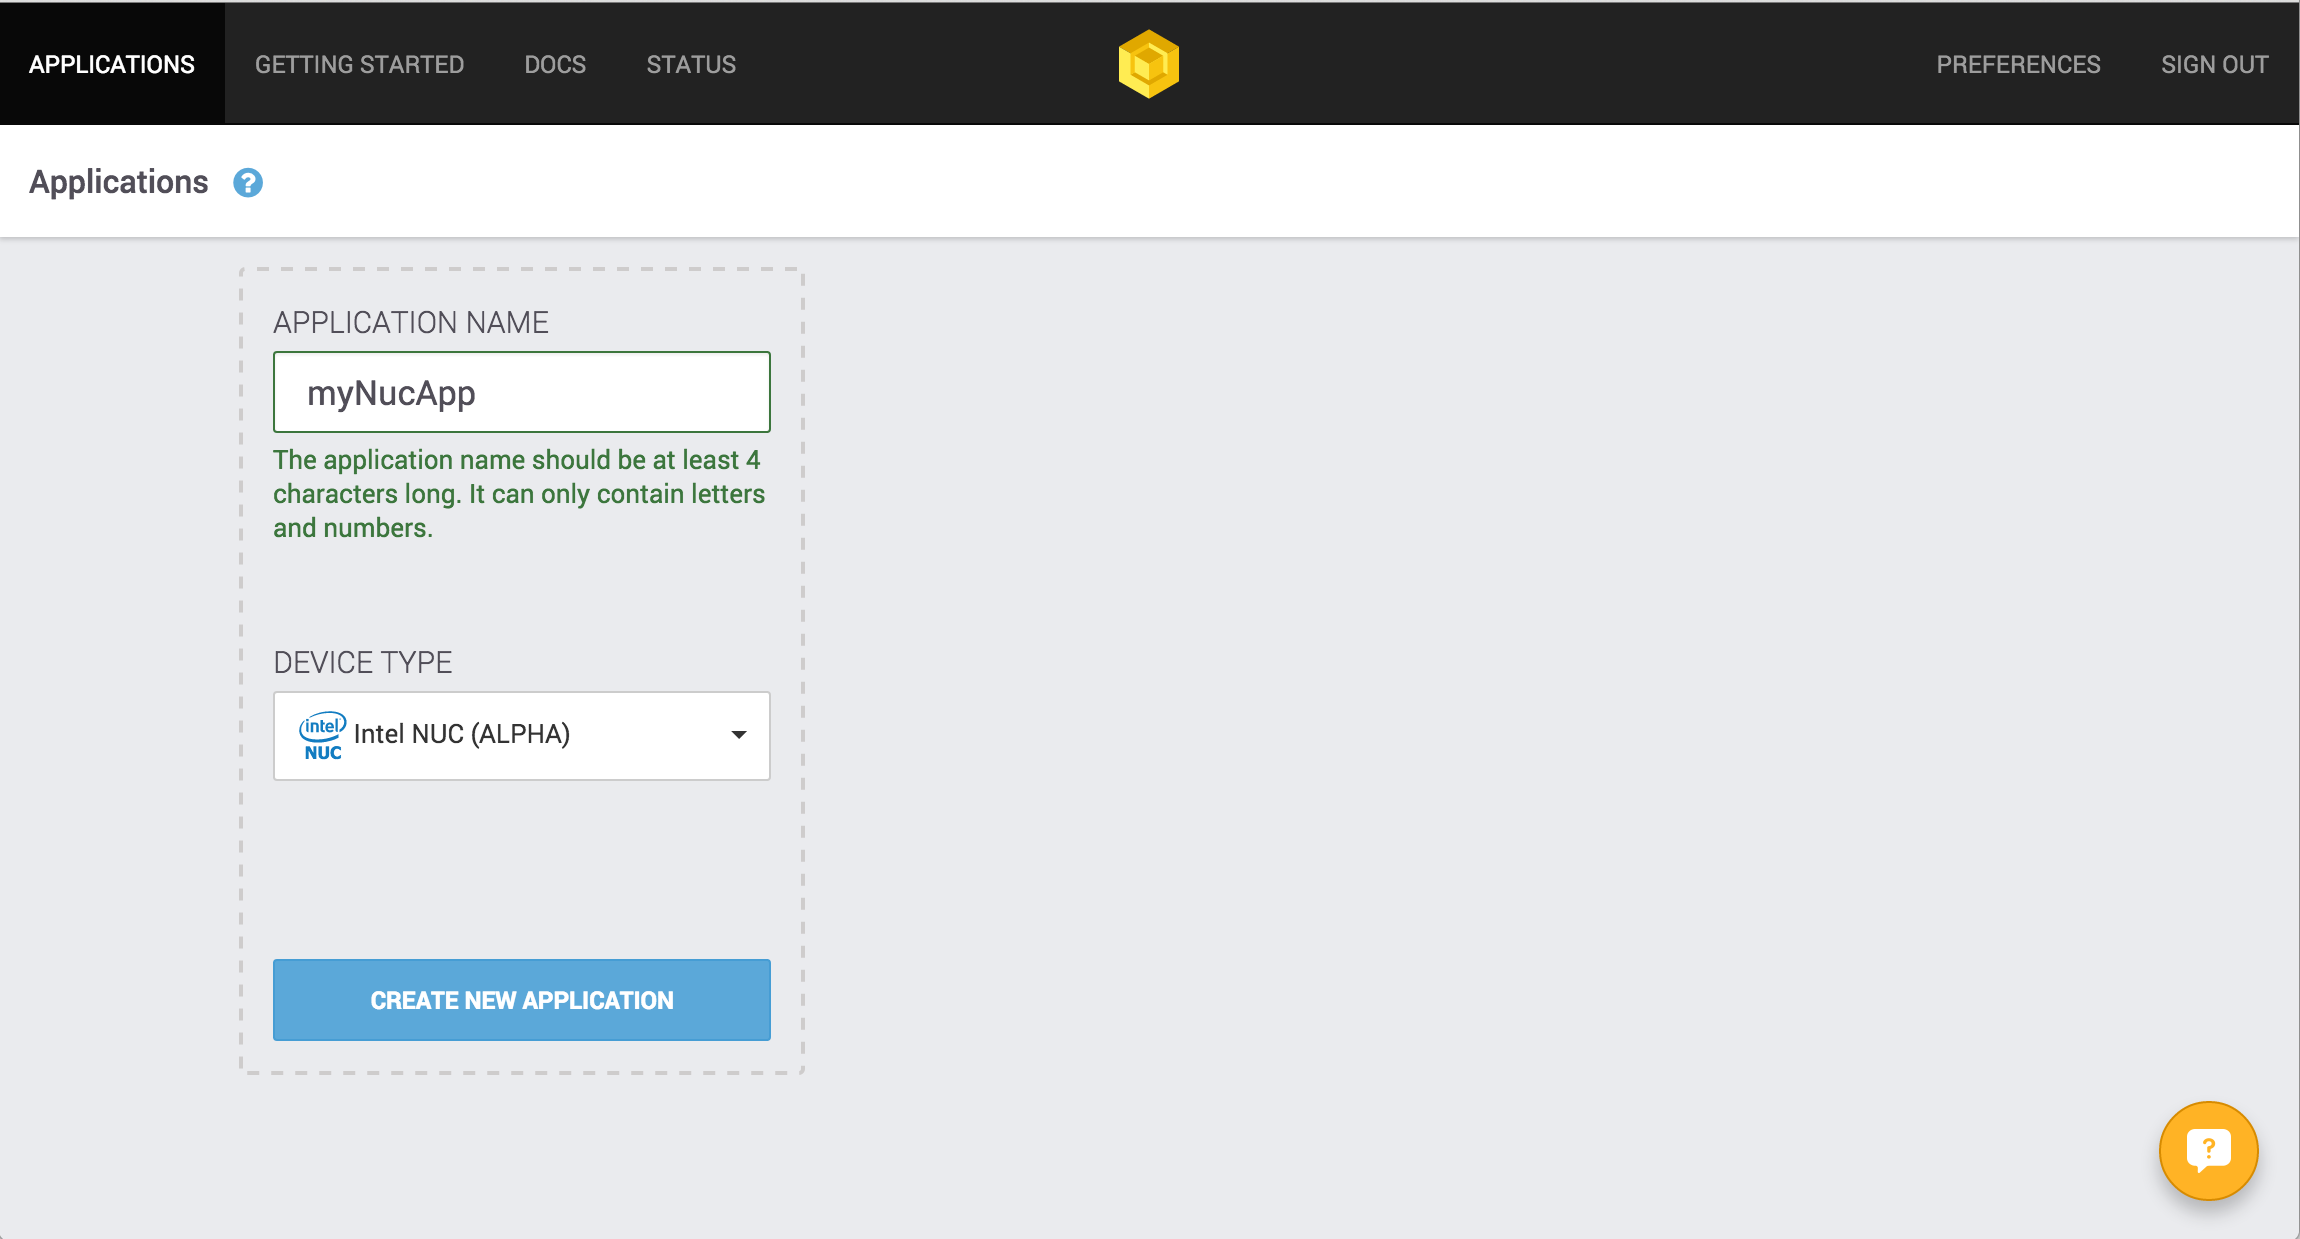 APPLICATIONS GETTING STARTED DOCS STATUS PREFERENCES SIGN OUT
Applications ?
APPLICATION NAME
myNucApp
The application name should be at least 4
characters long. It can only contain letters
and numbers.
DEVICE TYPE
intel
NUC
Intel NUC (ALPHA)
CREATE NEW APPLICATION
?